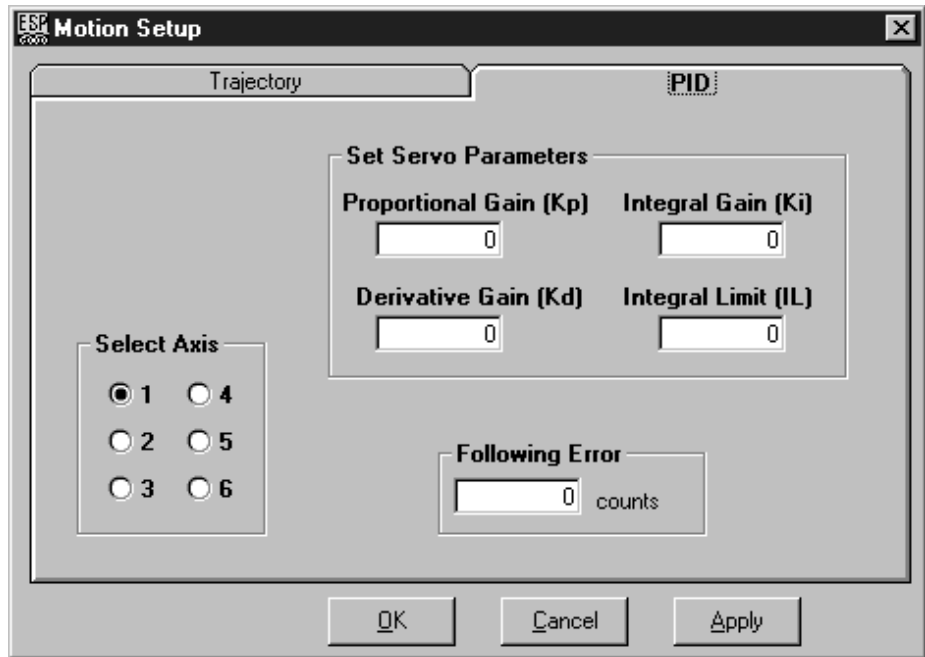 ESP 6000 Motion Setup
Trajectory
PID
Set Servo Parameters
Proportional Gain (Kp)
Integral Gain (Ki)
0
0
Derivative Gain (Kd)
Integral Limit (IL)
0
0
Select Axis
1
4
2
5
3
6
Following Error
0 counts
OK
Cancel
Apply